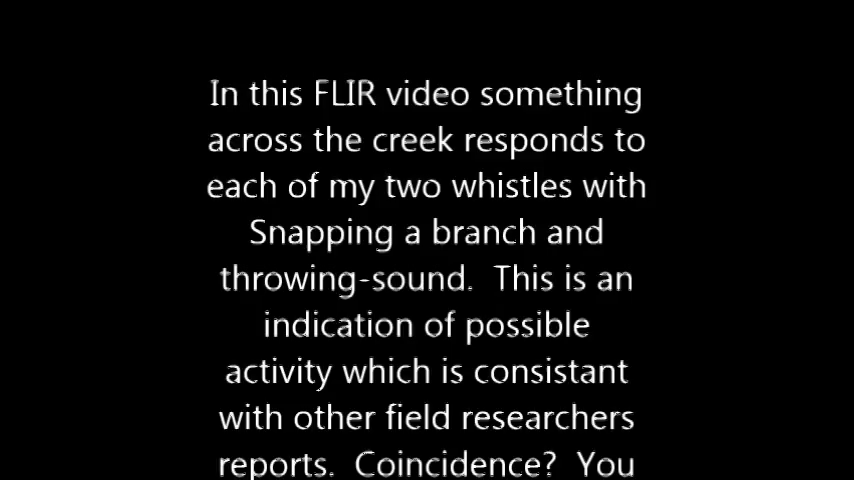 In this FLIR video something
across the creek responds to
each of my two whistles with
Snapping a branch and
throwing-sound.  This is an
indication of possible
activity which is consistant
with other field researchers
reports.  Coincidence?  You